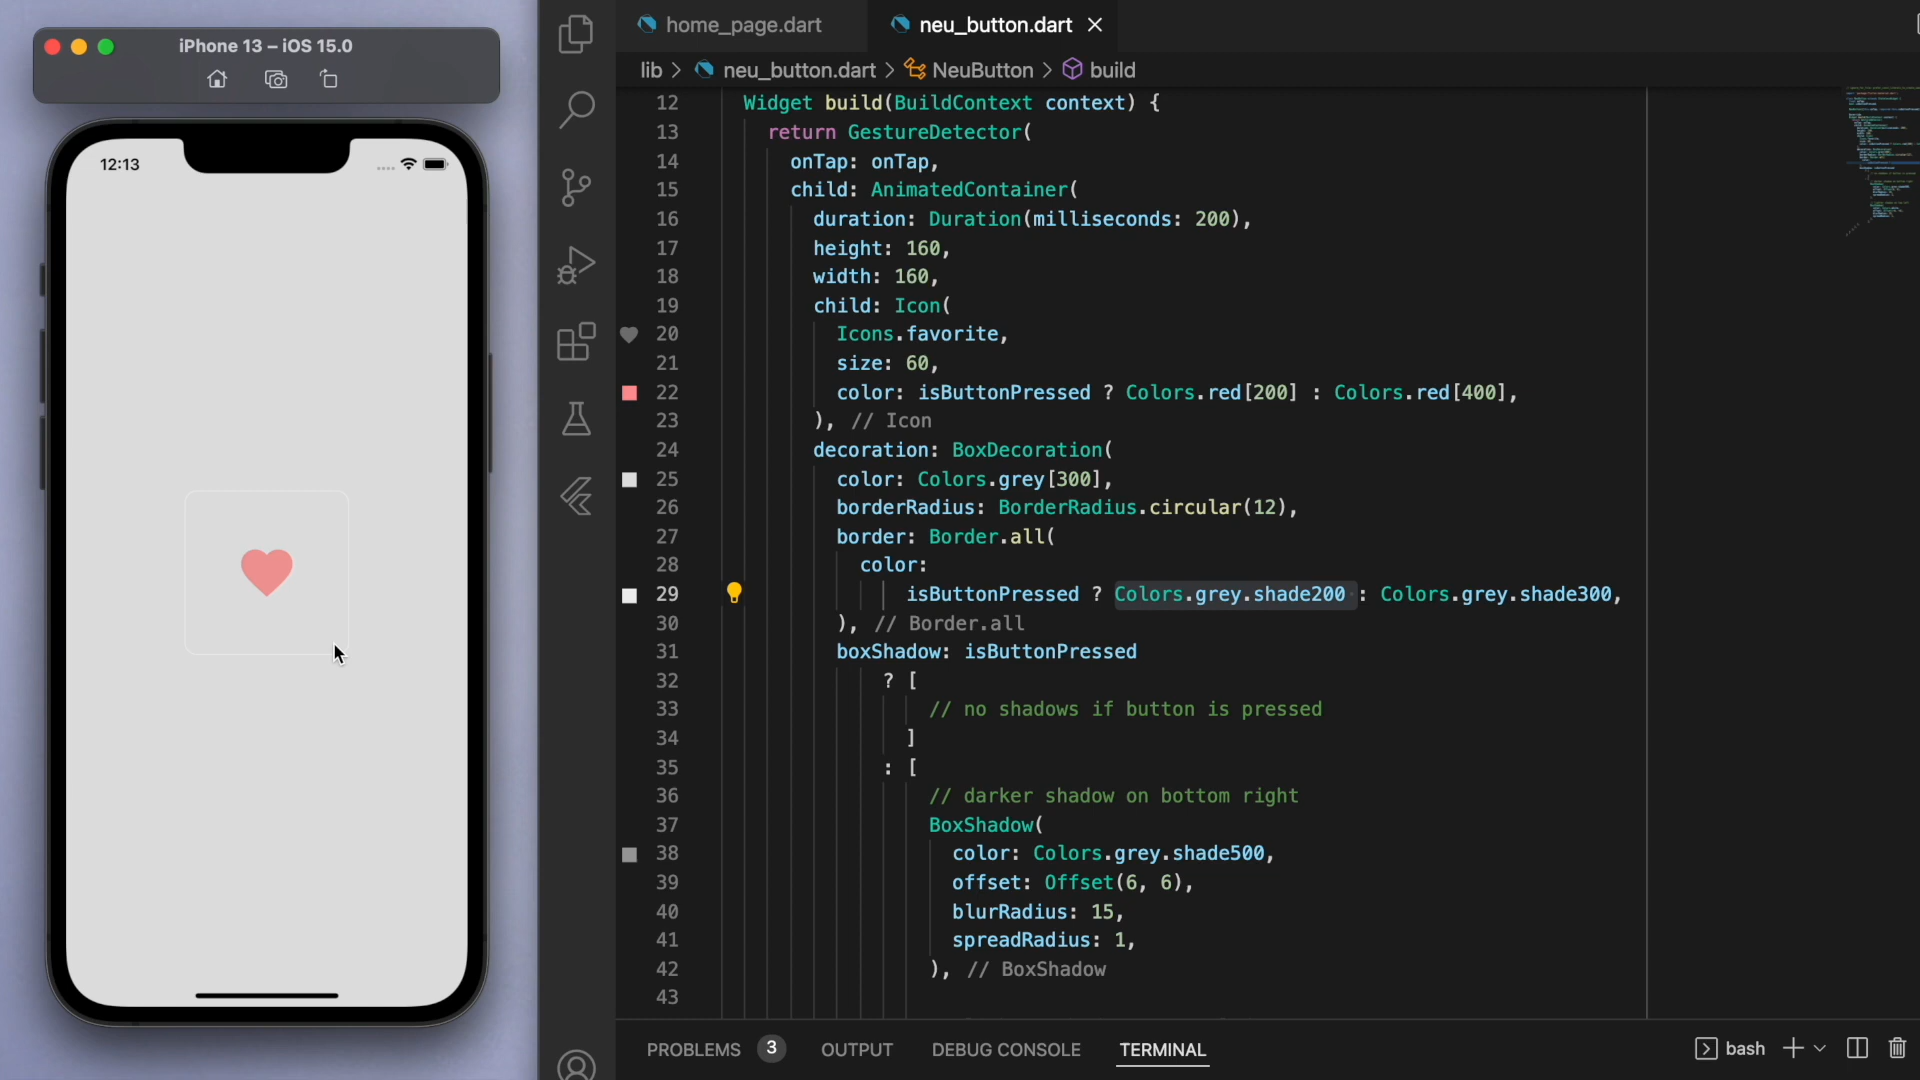 iPhone 13 – iOS 15.0
12:13
home_page.dart
neu_button.dart
lib > neu_button.dart > NeuButton > build
12 Widget build(BuildContext context) {
13 return GestureDetector(
14 onTap: onTap,
15 child: AnimatedContainer(
16 duration: Duration(milliseconds: 200),
17 height: 160,
18 width: 160,
19 child: Icon(
20 Icons.favorite,
21 size: 60,
22 color: isButtonPressed ? Colors.red[200] : Colors.red[400],
23 ), // Icon
24 decoration: BoxDecoration(
25 color: Colors.grey[300],
26 borderRadius: BorderRadius.circular(12),
27 border: Border.all(
28 color:
29 isButtonPressed ? Colors.grey.shade200 : Colors.grey.shade300,
30 ), // Border.all
31 boxShadow: isButtonPressed
32 ? [
33 // no shadows if button is pressed
34 ]
35 : [
36 // darker shadow on bottom right
37 BoxShadow(
38 color: Colors.grey.shade500,
39 offset: Offset(6, 6),
40 blurRadius: 15,
41 spreadRadius: 1,
42 ), // BoxShadow
43
PROBLEMS 3 OUTPUT DEBUG CONSOLE TERMINAL
bash